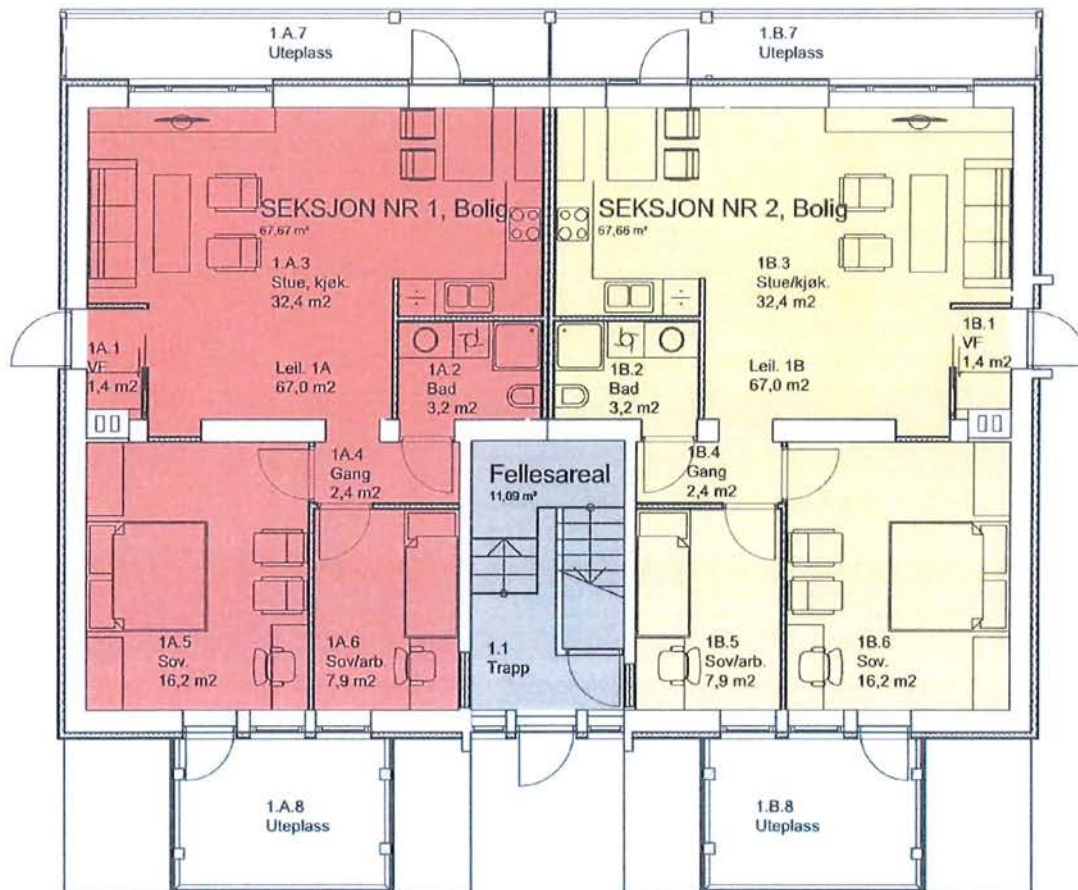 1.A.7
Uteplass
1.B.7
Uteplass
SEKSJON NR 1, Bolig
67,67 m²
SEKSJON NR 2, Bolig
67,66 m²
1.A.3
Stue, kjøk.
32,4 m2
1B.3
Stue/kjøk.
32,4 m2
1A.1
VF
1,4 m2
Leil. 1A
67,0 m2
1A.2
Bad
3,2 m2
1B.2
Bad
3,2 m2
Leil. 1B
67,0 m2
1B.1
VF
1,4 m2
1A.4
Gang
2,4 m2
Fellesareal
11,09 m²
1B.4
Gang
2,4 m2
1A.5
Sov.
16,2 m2
1A.6
Sov/arb.
7,9 m2
1.1
Trapp
1B.5
Sov/arb.
7,9 m2
1B.6
Sov.
16,2 m2
1.A.8
Uteplass
1.B.8
Uteplass